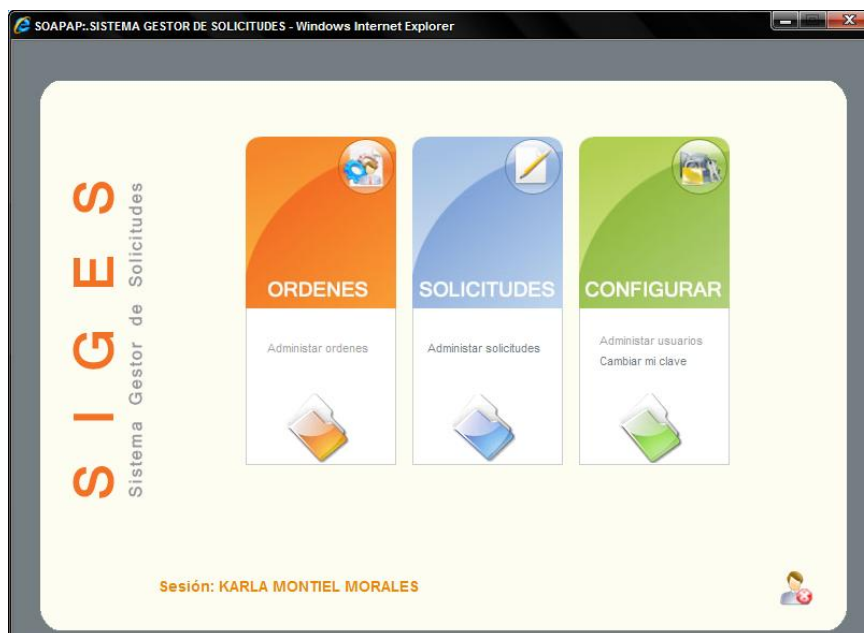 SOAPAP:.SISTEMA GESTOR DE SOLICITUDES - Windows Internet Explorer
SIGES
Sistema Gestor de Solicitudes
ORDENES
Administar ordenes
SOLICITUDES
Administar solicitudes
CONFIGURAR
Administar usuarios
Cambiar mi clave
Sesión: KARLA MONTIEL MORALES